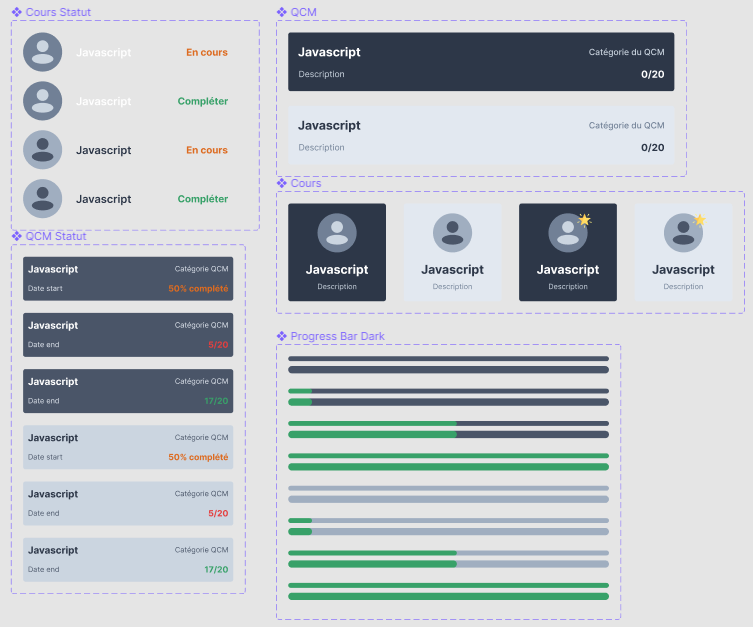 Cours Statut
Javascript En cours
Javascript Compléter
Javascript En cours
Javascript Compléter
QCM Statut
Javascript Catégorie QCM
Date start 50% complété
Javascript Catégorie QCM
Date end 5/20
Javascript Catégorie QCM
Date end 17/20
Javascript Catégorie QCM
Date start 50% complété
Javascript Catégorie QCM
Date end 5/20
Javascript Catégorie QCM
Date end 17/20
QCM
Javascript Catégorie du QCM
Description 0/20
Javascript Catégorie du QCM
Description 0/20
Cours
Javascript Javascript Javascript Javascript
Description Description Description Description
Progress Bar Dark